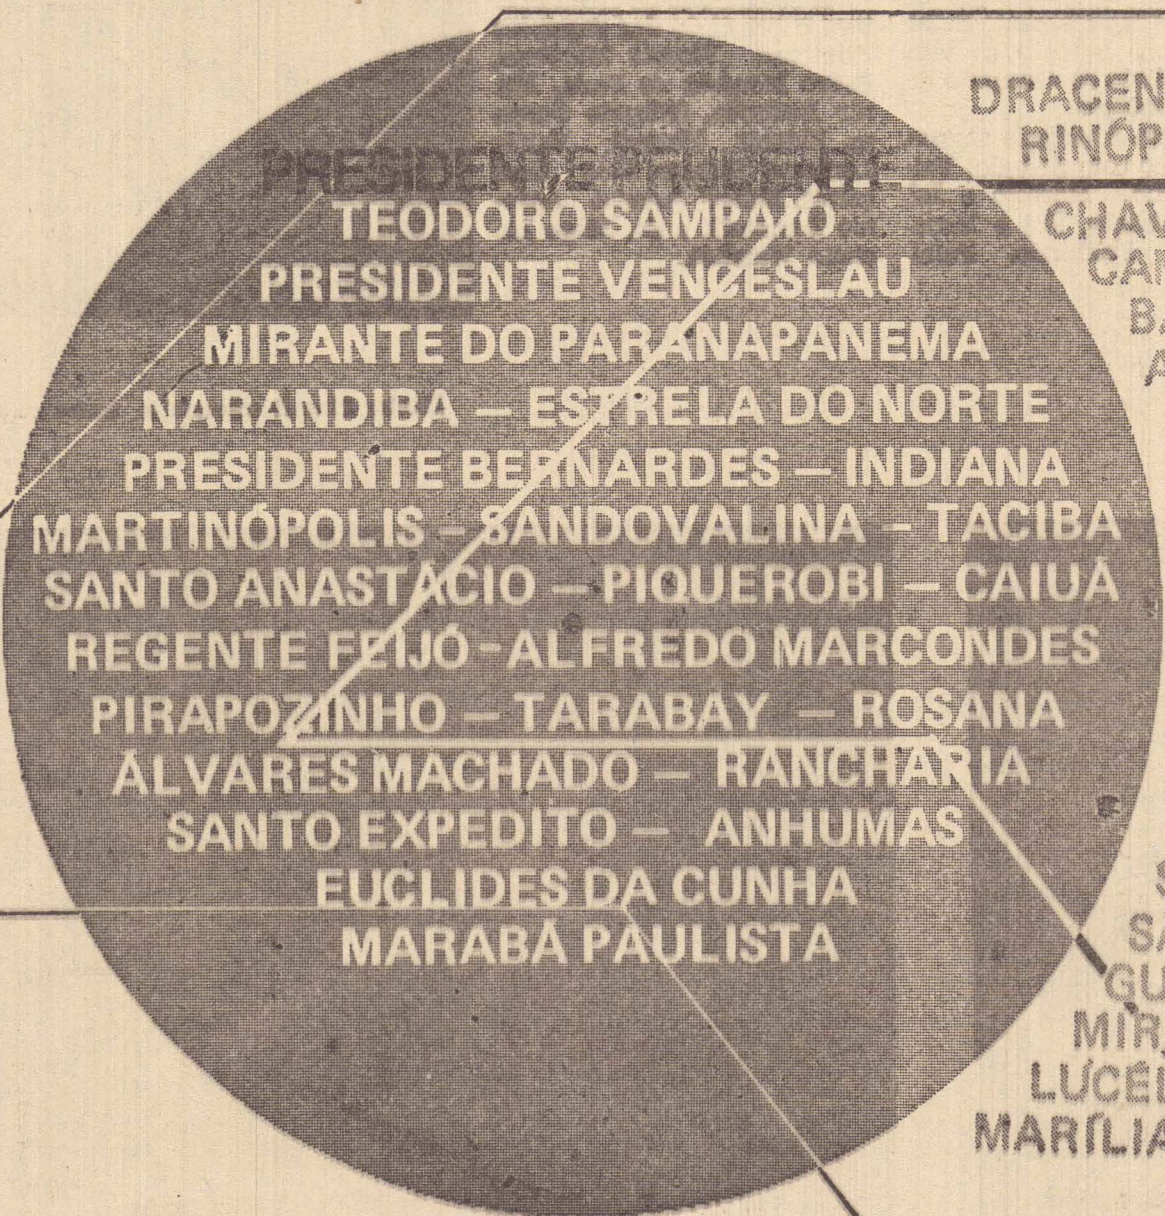 PRESIDENTE PRUDENTE
TEODORO SAMPAIO
PRESIDENTE VENCESLAU
MIRANTE DO PARANAPANEMA
NARANDIBA — ESTRELA DO NORTE
PRESIDENTE BERNARDES — INDIANA
MARTINÓPOLIS – SANDOVALINA – TACIBA
SANTO ANASTÁCIO — PIQUEROBI — CAIUÁ
REGENTE FEIJÓ - ALFREDO MARCONDES
PIRAPOZINHO — TARABAY — ROSANA
ÁLVARES MACHADO — RANCHARIA
SANTO EXPEDITO — ANHUMAS
EUCLIDES DA CUNHA
MARABÁ PAULISTA
DRACEN
RINÓP
CHAV
MIR
LUCÉL
MARÍLIA